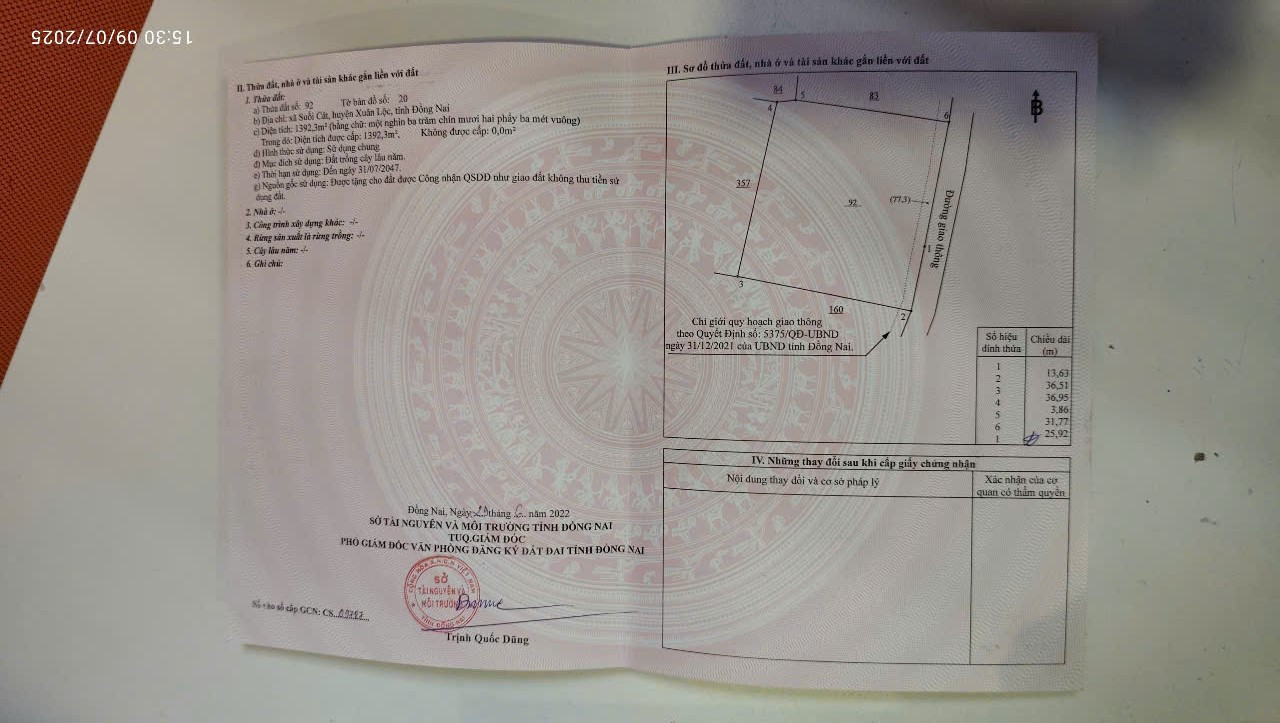 15:30 09/07/2025
II. Thửa đất, nhà ở và tài sản khác gắn liền với đất
1. Thửa đất:
a) Thửa đất số: 92 Tờ bản đồ số: 20
b) Địa chỉ: xã Suối Cát, huyện Xuân Lộc, tỉnh Đồng Nai
c) Diện tích: 1392,3m² (bằng chữ: một nghìn ba trăm chín mươi hai phẩy ba mét vuông)
Trong đó: Diện tích được cấp: 1392,3m². Không được cấp: 0,0m²
d) Hình thức sử dụng: Sử dụng chung
đ) Mục đích sử dụng: Đất trồng cây lâu năm.
e) Thời hạn sử dụng: Đến ngày 31/07/2047.
g) Nguồn gốc sử dụng: Được tặng cho đất được Công nhận QSDĐ như giao đất không thu tiền sử
dụng đất.
2. Nhà ở: -/-
3. Công trình xây dựng khác: -/-
4. Rừng sản xuất là rừng trồng: -/-
5. Cây lâu năm: -/-
6. Ghi chú:
Đồng Nai, Ngày tháng năm 2022
SỞ TÀI NGUYÊN VÀ MÔI TRƯỜNG TỈNH ĐỒNG NAI
TUQ.GIÁM ĐỐC
PHÓ GIÁM ĐỐC VĂN PHÒNG ĐĂNG KÝ ĐẤT ĐAI TỈNH ĐỒNG NAI
SỞ
TÀI NGUYÊN VÀ
MÔI TRƯỜNG
TỈNH ĐỒNG NAI
Trịnh Quốc Dũng
Số vào sổ cấp GCN: CS
III. Sơ đồ thửa đất, nhà ở và tài sản khác gắn liền với đất
84
5
83
4
6
B
357
92
(77,3)
Đường giao thông
1
3
160
2
Chỉ giới quy hoạch giao thông
theo Quyết Định số: 5375/QĐ-UBND
ngày 31/12/2021 của UBND tỉnh Đồng Nai.
Số hiệu đỉnh thửa Chiều dài (m)
1
13,63
2
36,51
3
36,95
4
3,86
5
31,77
6
25,92
1
IV. Những thay đổi sau khi cấp giấy chứng nhận
Nội dung thay đổi và cơ sở pháp lý
Xác nhận của cơ
quan có thẩm quyền